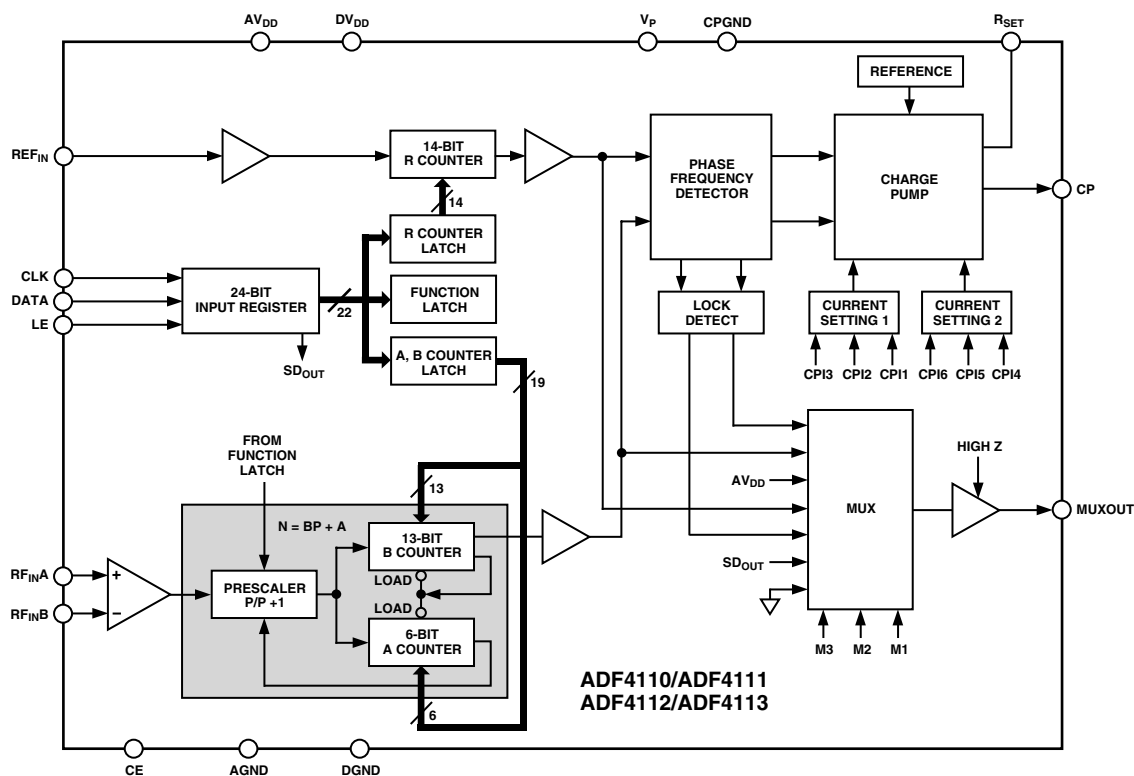 AVDD
DVDD
VP
CPGND
RSET
REFERENCE
REFIN
14-BIT
R COUNTER
PHASE
FREQUENCY
DETECTOR
CHARGE
PUMP
CP
14
R COUNTER
LATCH
CLK
DATA
LE
24-BIT
INPUT REGISTER
22
FUNCTION
LATCH
SDOUT
A, B COUNTER
LATCH
19
LOCK
DETECT
CURRENT
SETTING 1
CURRENT
SETTING 2
CPI3
CPI2
CPI1
CPI6
CPI5
CPI4
FROM
FUNCTION
LATCH
13
N = BP + A
13-BIT
B COUNTER
AVDD
MUX
HIGH Z
MUXOUT
SDOUT
RFINA
RFINB
+
–
PRESCALER
P/P +1
LOAD
LOAD
6-BIT
A COUNTER
6
M3
M2
M1
ADF4110/ADF4111
ADF4112/ADF4113
CE
AGND
DGND